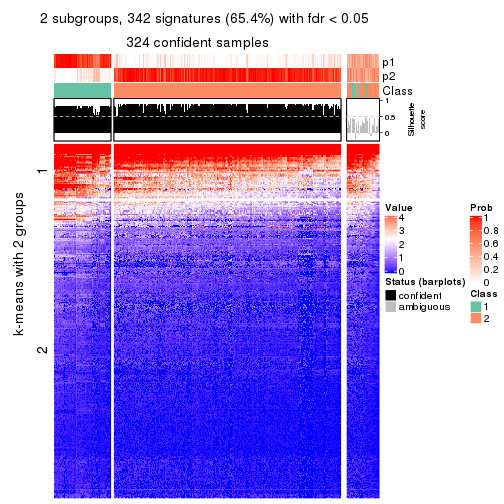 2 subgroups, 342 signatures (65.4%) with fdr < 0.05
324 confident samples
p1
p2
Class
1
0.5
0
Silhouette
score
k-means with 2 groups
1
2
Value
4
3
2
1
0
Prob
1
0.8
0.6
0.4
0.2
0
Status (barplots)
confident
ambiguous
Class
1
2